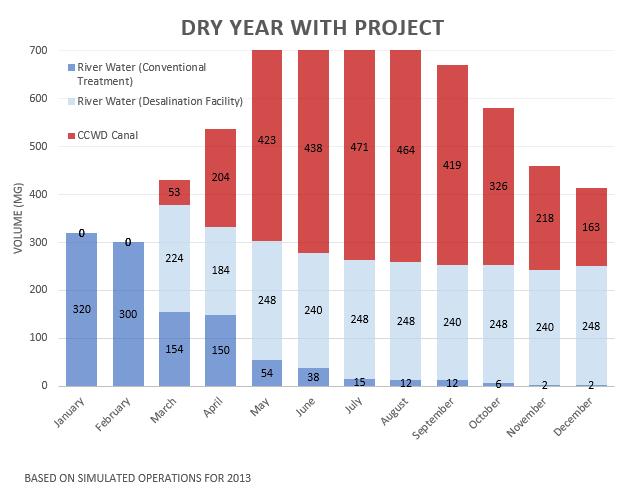 DRY YEAR WITH PROJECT
700
600
500
400
300
200
100
0
VOLUME (MG)
River Water (Conventional
Treatment)
River Water (Desalination Facility)
CCWD Canal
0
0
53
204
423
438
471
464
419
326
218
163
224
184
248
240
248
248
240
248
240
248
320
300
154
150
54
38
15
12
12
6
2
2
January
February
March
April
May
June
July
August
September
October
November
December
BASED ON SIMULATED OPERATIONS FOR 2013